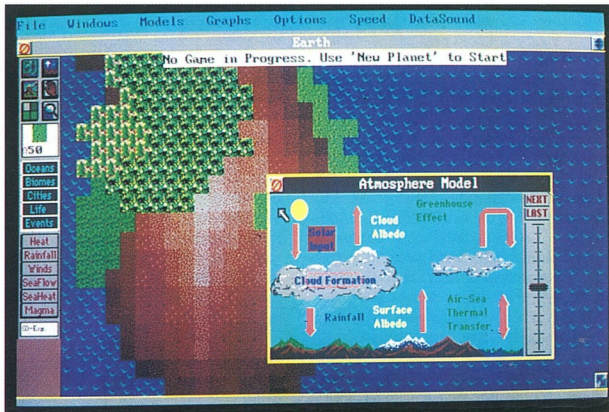 File Windows Models Graphs Options Speed DataSound
Earth
No Game in Progress. Use 'New Planet' to Start
Oceans
Biomes
Cities
Life
Events
Heat
Rainfall
Winds
SeaFlow
SeaHeat
Magma
Atmosphere Model
NEXT
LAST
Solar
Input
Cloud
Albedo
Greenhouse
Effect
Cloud Formation
Rainfall
Surface
Albedo
Air-Sea
Thermal
Transfer